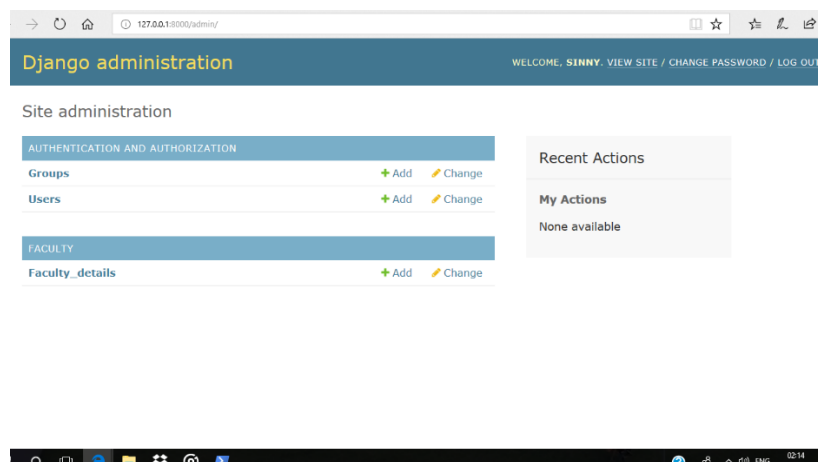 127.0.0.1:8000/admin/
Django administration
WELCOME, SINNY. VIEW SITE / CHANGE PASSWORD / LOG OUT
Site administration
AUTHENTICATION AND AUTHORIZATION
Groups Add Change
Users Add Change
FACULTY
Faculty_details Add Change
Recent Actions
My Actions
None available
ENG 02:14